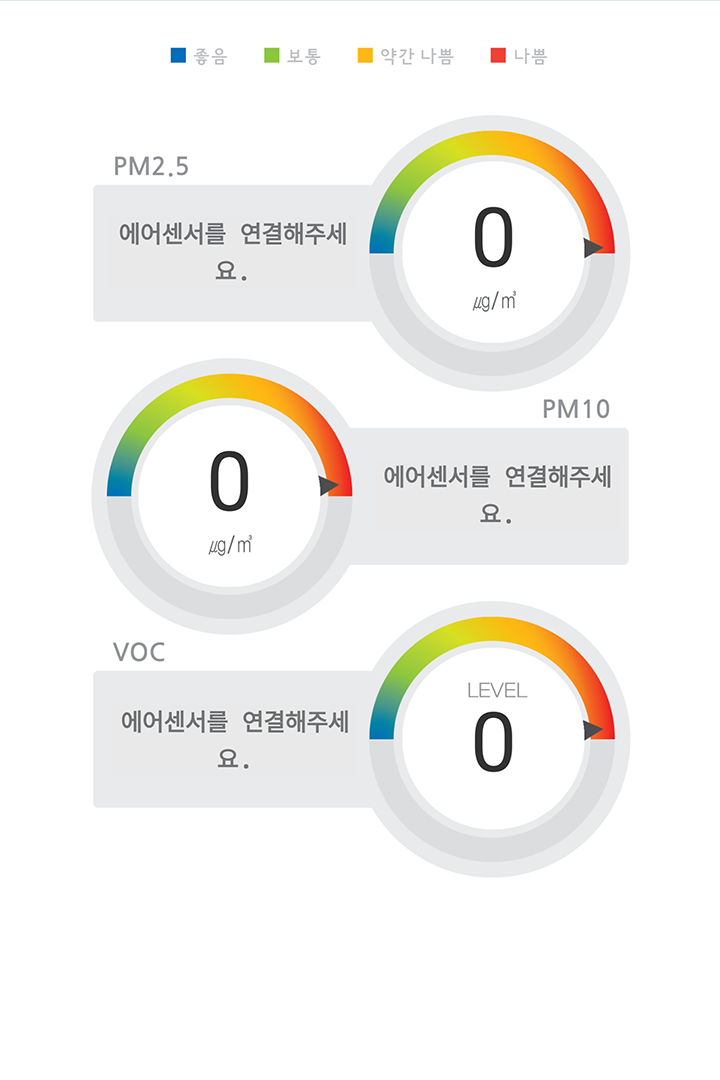 좋음 보통 약간 나쁨 나쁨
PM2.5
에어센서를 연결해주세
요.
0
㎍/㎥
PM10
0
㎍/㎥
에어센서를 연결해주세
요.
VOC
에어센서를 연결해주세
요.
LEVEL
0